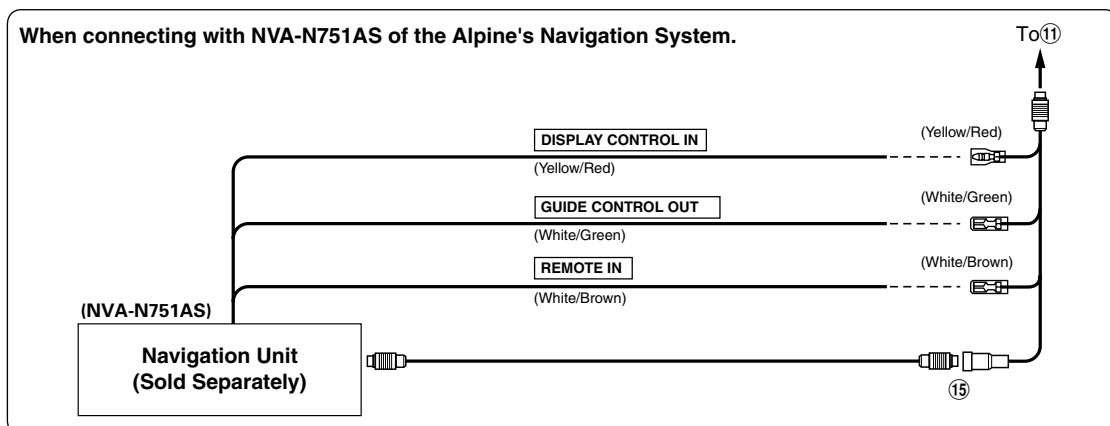 When connecting with NVA-N751AS of the Alpine's Navigation System.
To⑪
DISPLAY CONTROL IN
(Yellow/Red)
(Yellow/Red)
GUIDE CONTROL OUT
(White/Green)
(White/Green)
REMOTE IN
(White/Brown)
(White/Brown)
(NVA-N751AS)
Navigation Unit
(Sold Separately)
⑮